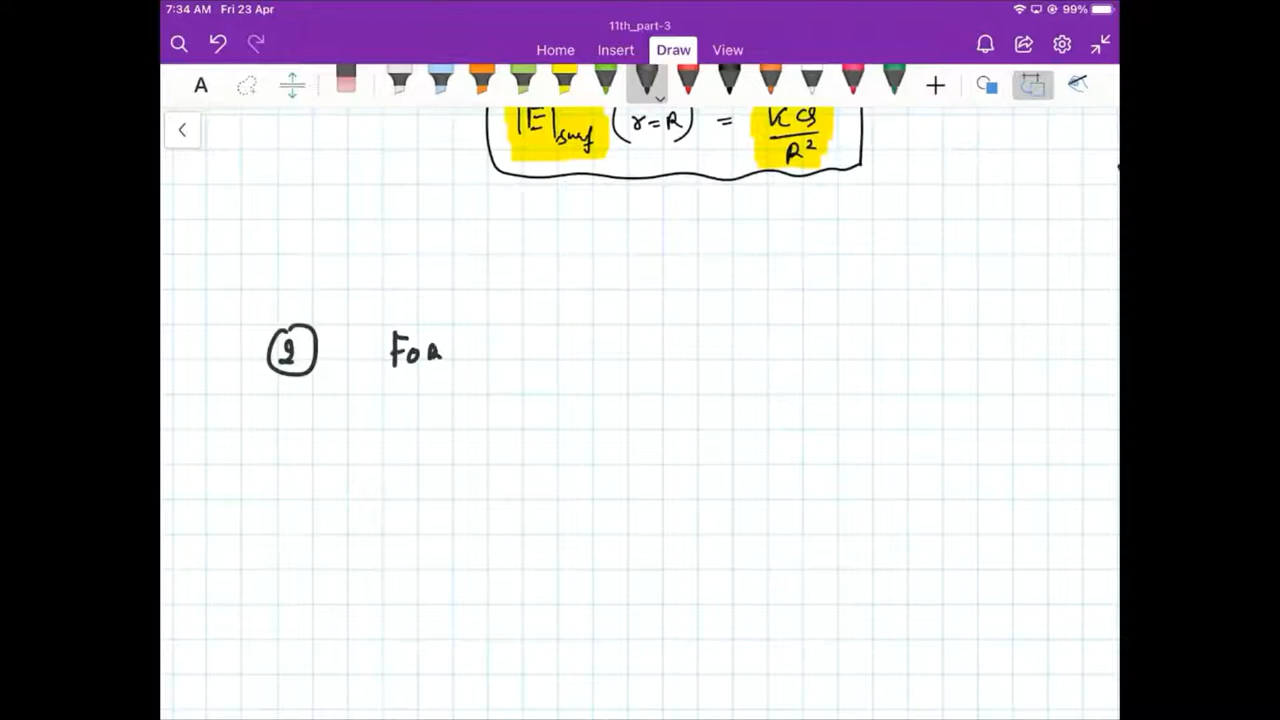 7:34 AM Fri 23 Apr
99%
11th_part-3
Home Insert Draw View
A
|E|surf (r=R) = KQ/R²
2 For